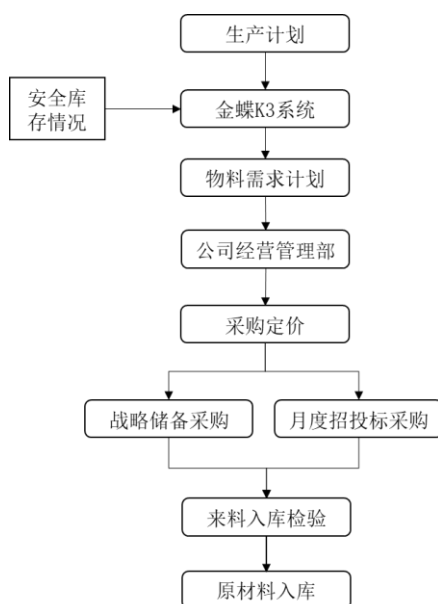 生产计划
安全库
存情况
金蝶K3系统
物料需求计划
公司经营管理部
采购定价
战略储备采购
月度招投标采购
来料入库检验
原材料入库